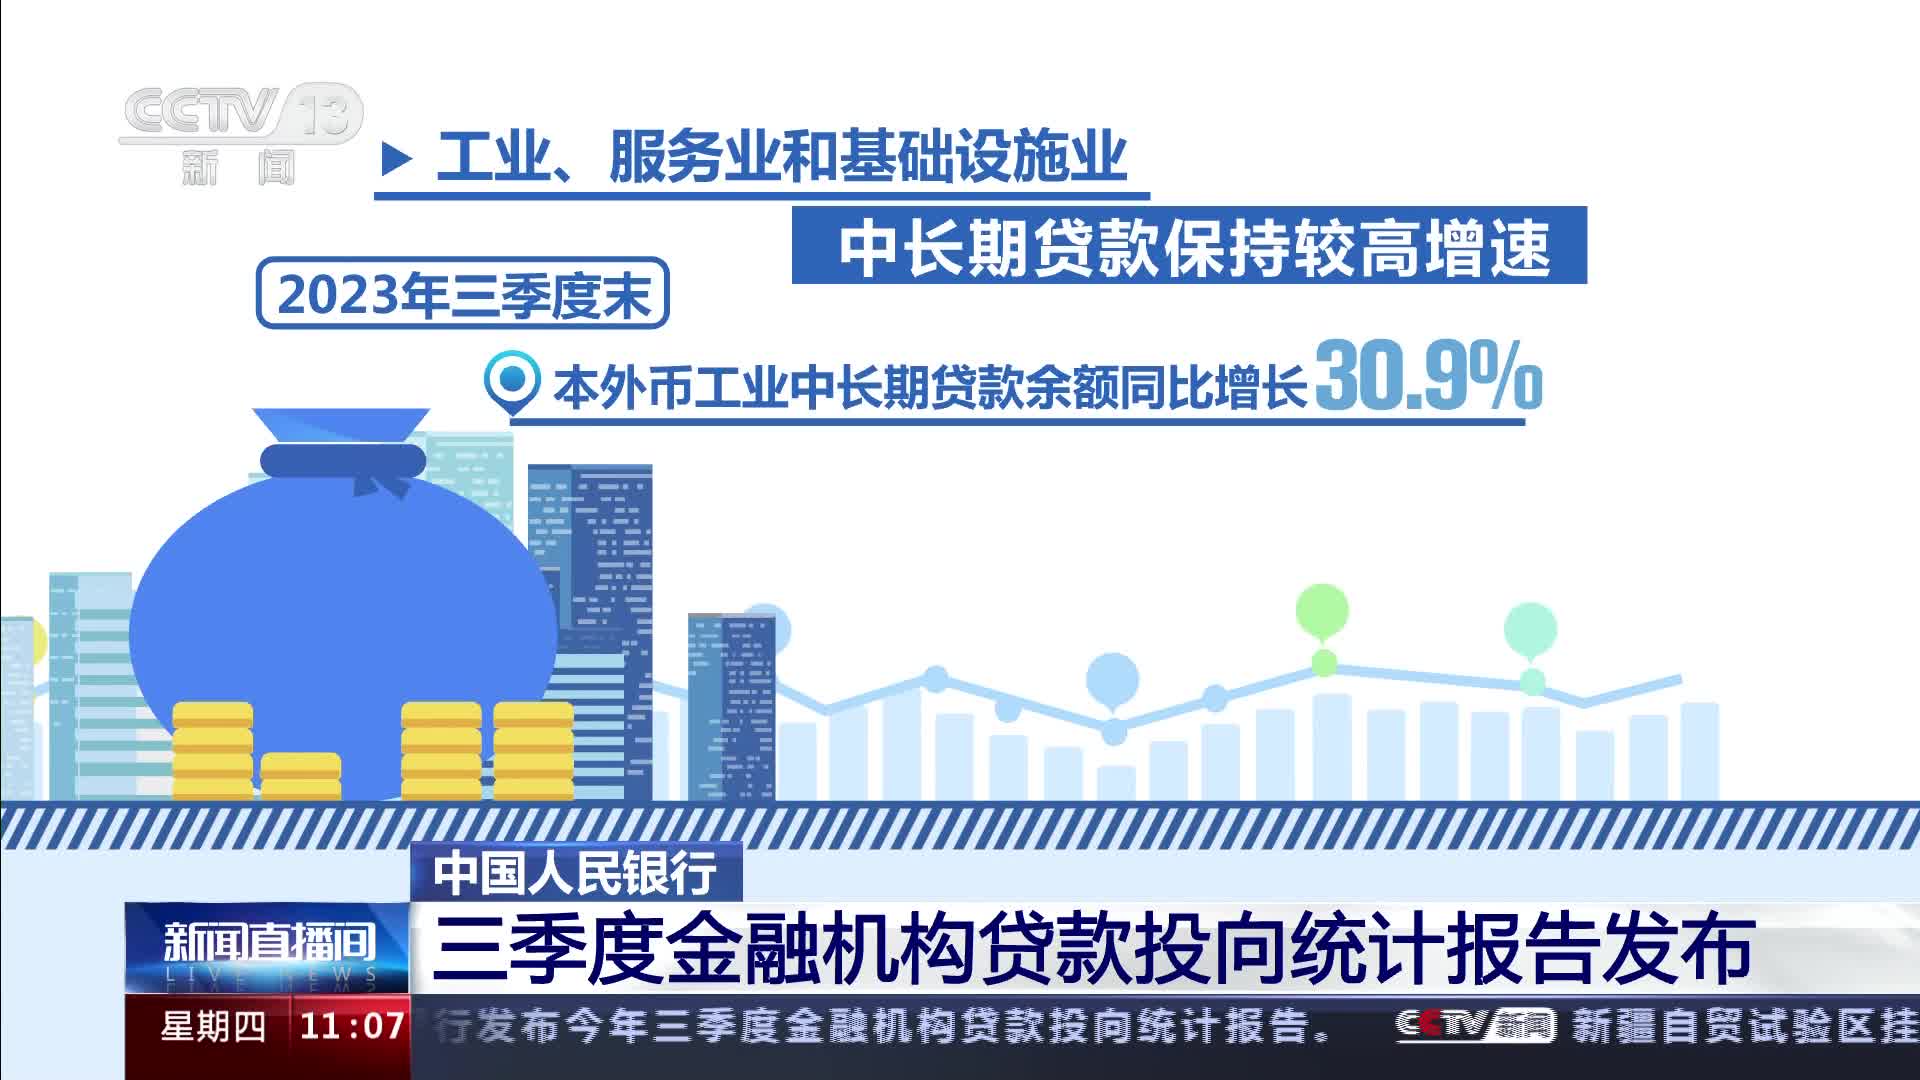 CCTV 13
新闻
工业、服务业和基础设施业
中长期贷款保持较高增速
2023年三季度末
本外币工业中长期贷款余额同比增长30.9%
中国人民银行
新闻直播间
LIVE NEWS
三季度金融机构贷款投向统计报告发布
星期四 11:07
行发布今年三季度金融机构贷款投向统计报告。 CCTV新闻 新疆自贸试验区挂